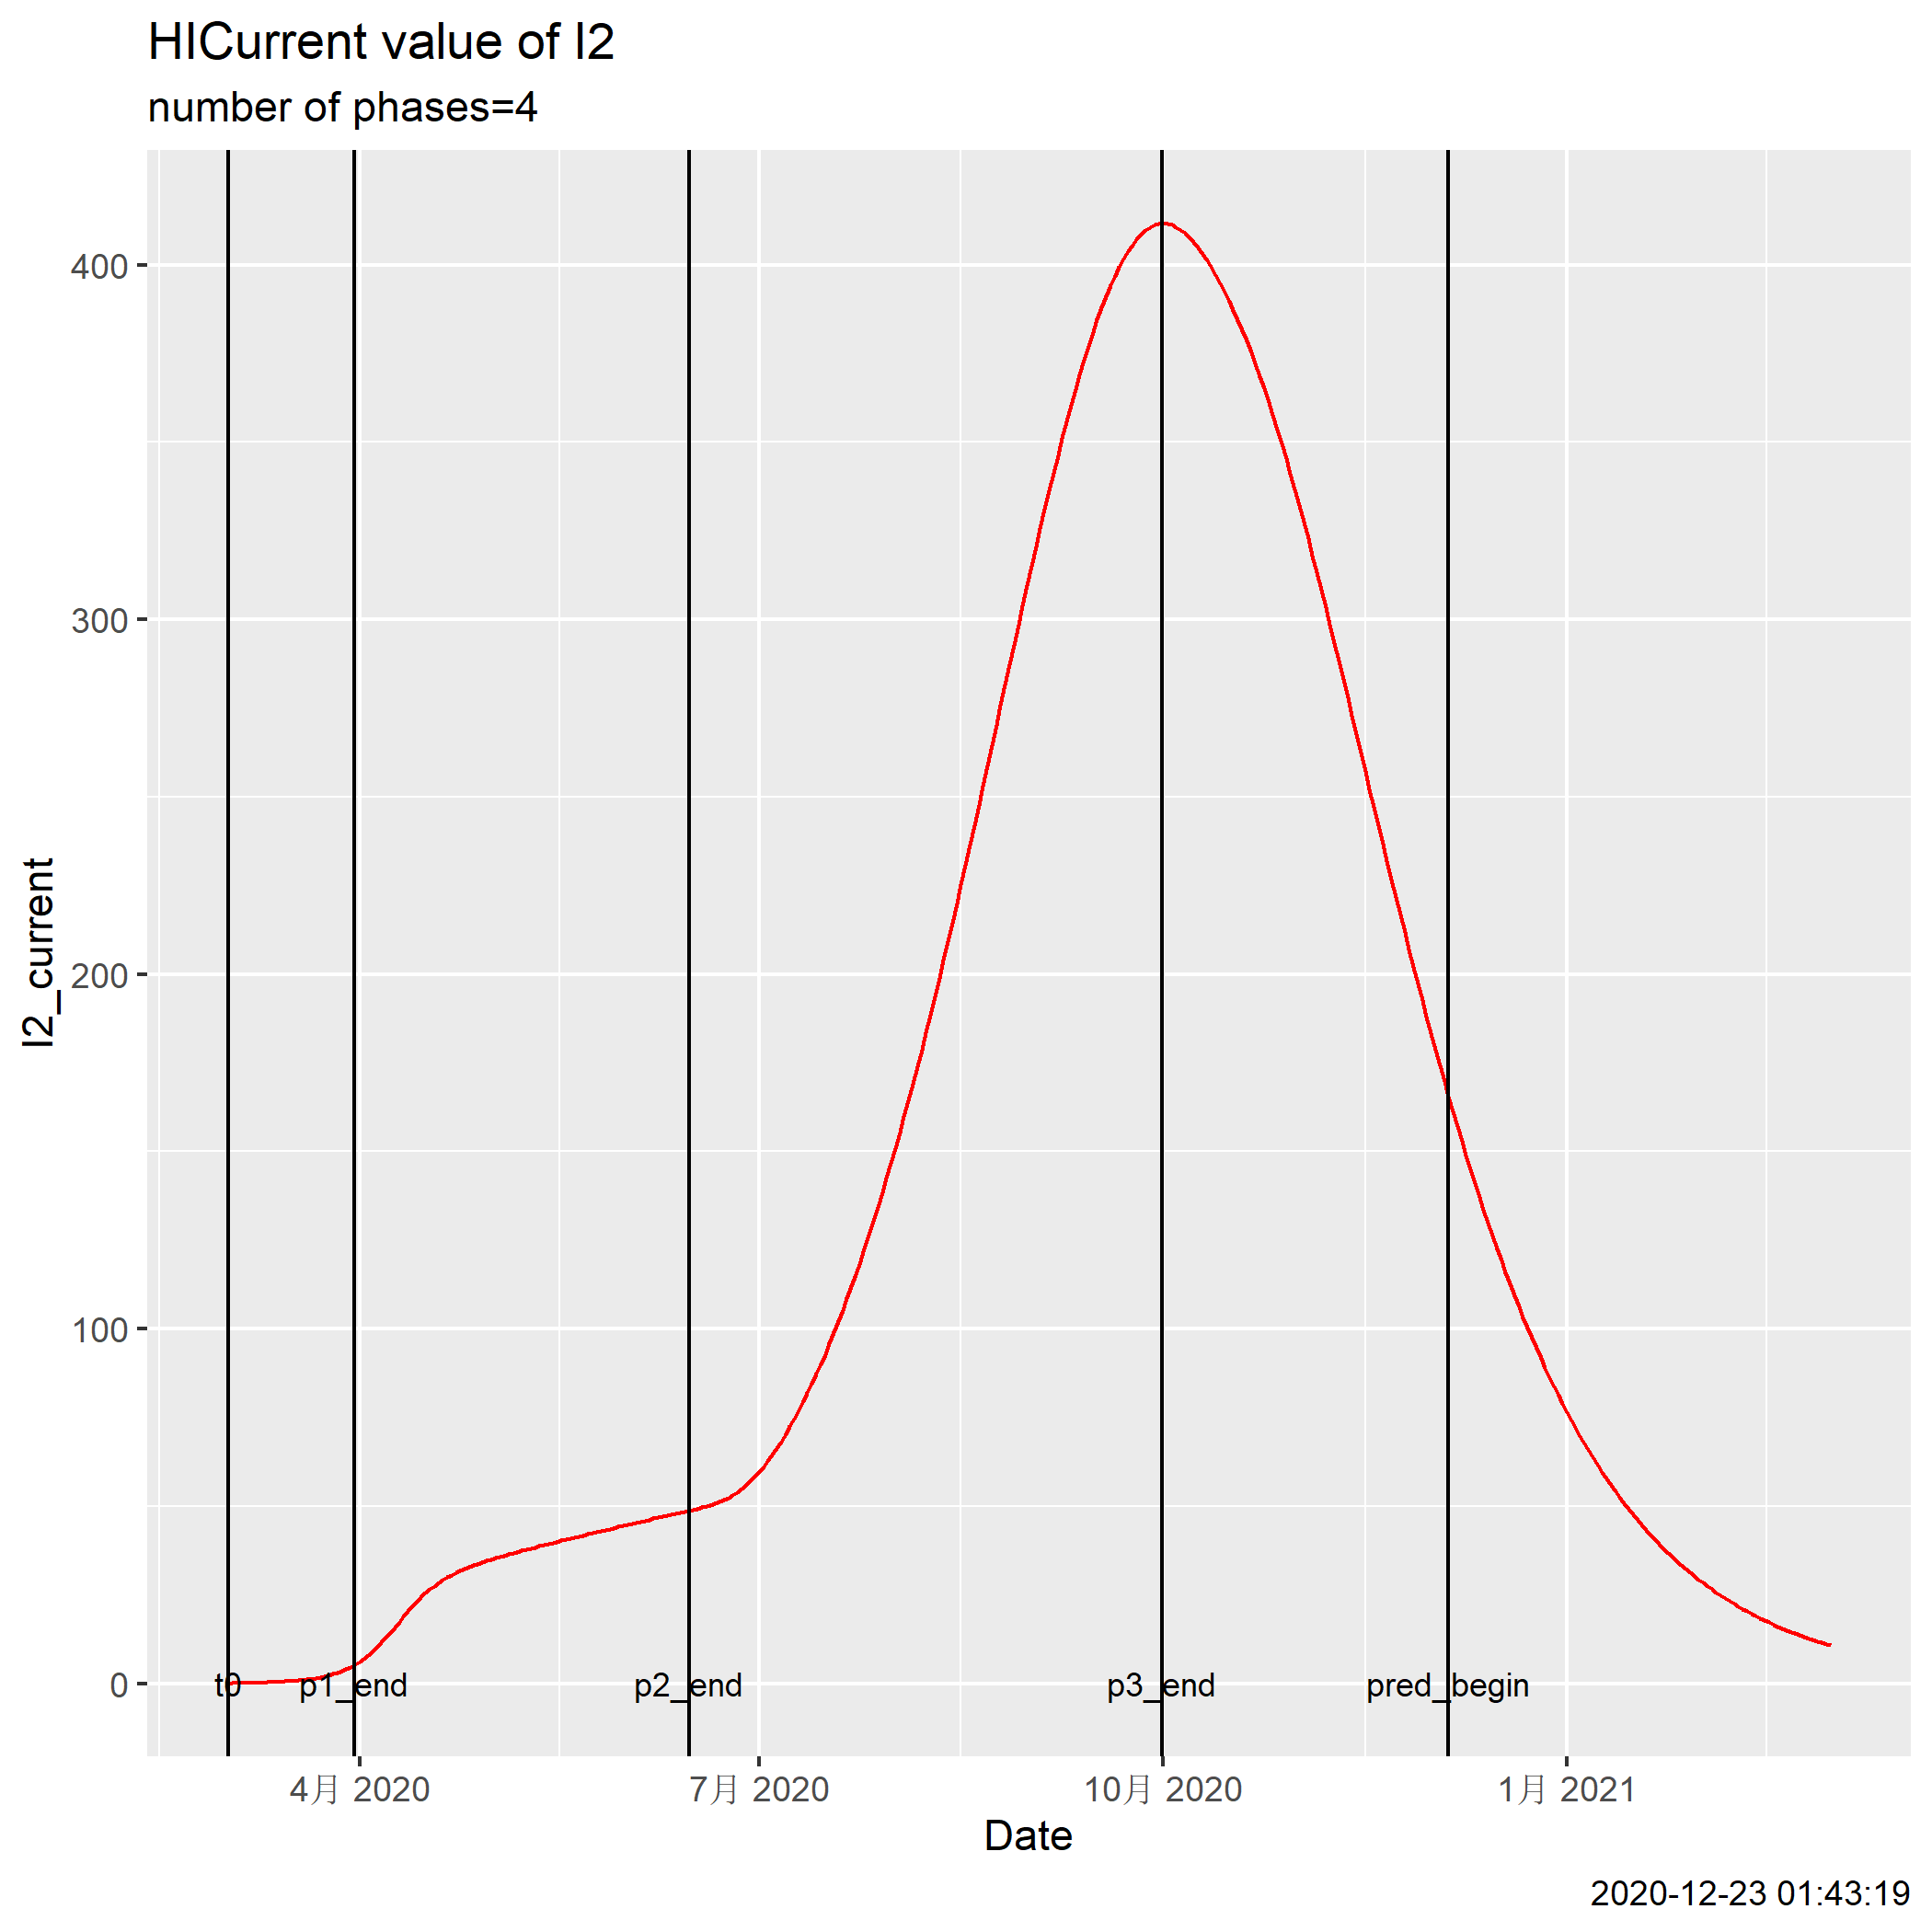 HICurrent value of I2
number of phases=4
I2_current
400
300
200
100
0
t0 p1_end p2_end p3_end pred_begin
4月 2020 7月 2020 10月 2020 1月 2021
Date
2020-12-23 01:43:19